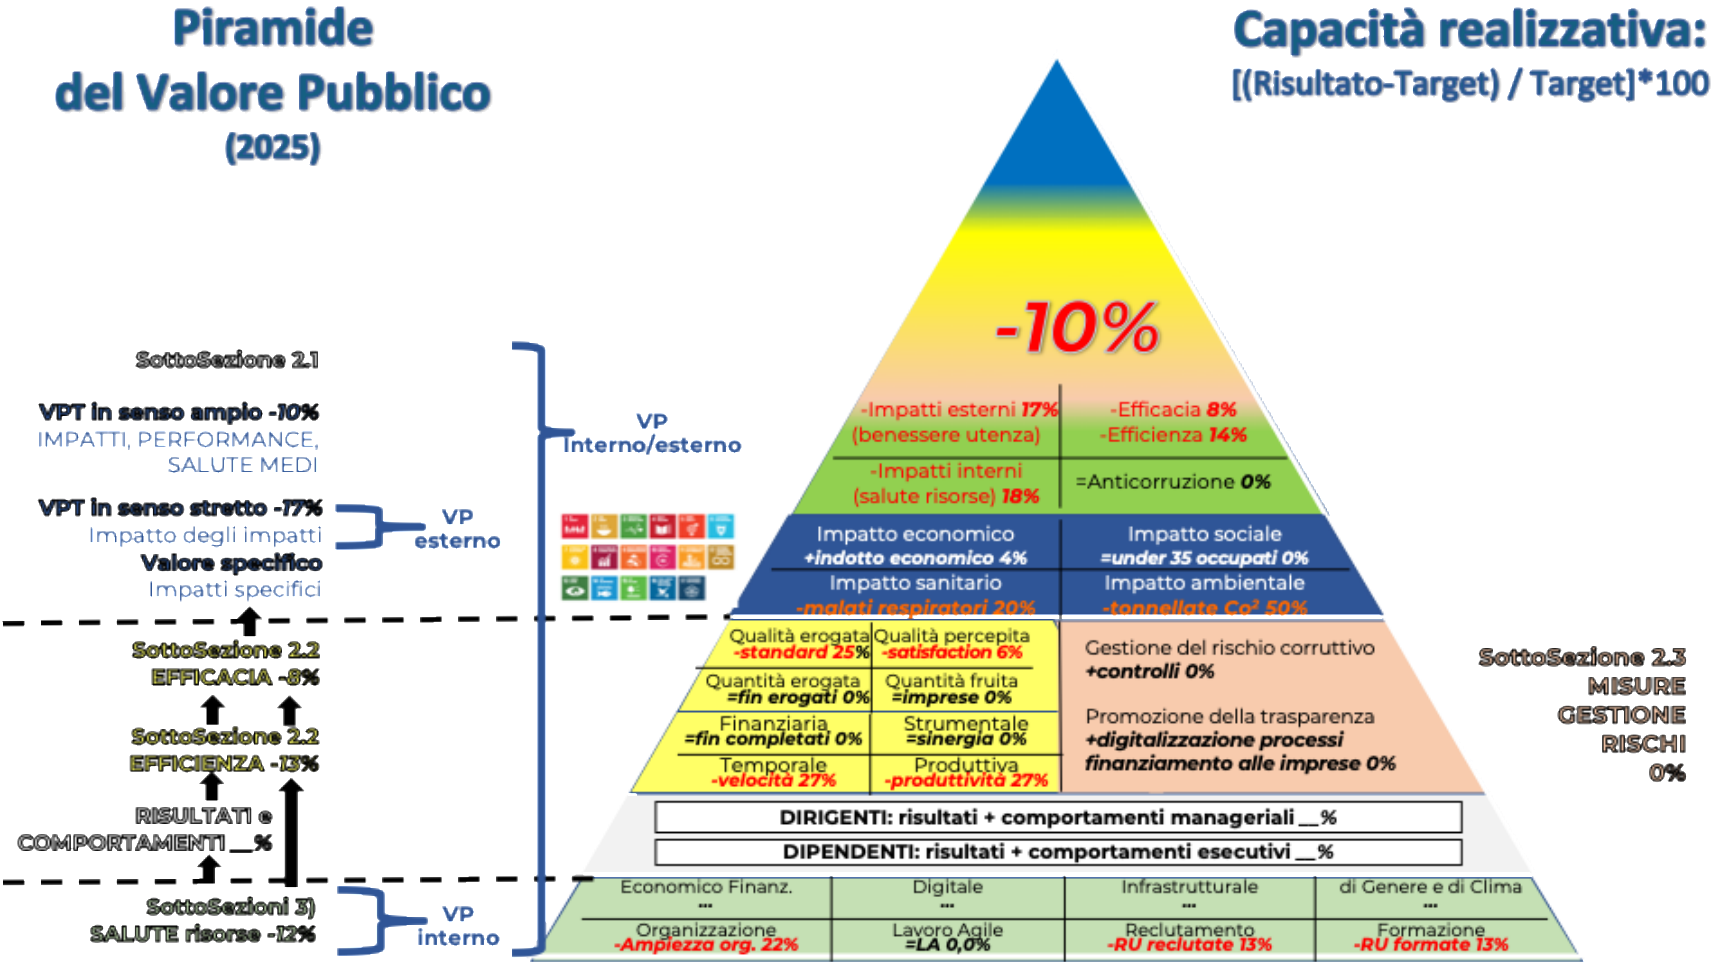 Piramide
del Valore Pubblico
(2025)
Capacità realizzativa:
[(Risultato-Target) / Target]*100
-10%
-Impatti esterni 17%
(benessere utenza)
-Efficacia 8%
-Efficienza 14%
-Impatti interni
(salute risorse) 18%
=Anticorruzione 0%
Impatto economico
+indotto economico 4%
Impatto sociale
=under 35 occupati 0%
Impatto sanitario
-malati respiratori 20%
Impatto ambientale
-tonnellate Co² 50%
Qualità erogata
-standard 25%
Qualità percepita
-satisfaction 6%
Quantità erogata
=fin erogati 0%
Quantità fruita
=imprese 0%
Finanziaria
=fin completati 0%
Strumentale
=sinergia 0%
Temporale
-velocità 27%
Produttiva
-produttività 27%
Gestione del rischio corruttivo
+controlli 0%
Promozione della trasparenza
+digitalizzazione processi
finanziamento alle imprese 0%
DIRIGENTI: risultati + comportamenti manageriali __%
DIPENDENTI: risultati + comportamenti esecutivi __%
Economico Finanz.
...
Digitale
...
Infrastrutturale
...
di Genere e di Clima
...
Organizzazione
-Ampiezza org. 22%
Lavoro Agile
=LA 0,0%
Reclutamento
-RU reclutate 13%
Formazione
-RU formate 13%
SottoSezione 2.1
VPT in senso ampio -10%
IMPATTI, PERFORMANCE,
SALUTE MEDI
VPT in senso stretto -17%
Impatto degli impatti
Valore specifico
Impatti specifici
SottoSezione 2.2
EFFICACIA -8%
SottoSezione 2.2
EFFICIENZA -13%
RISULTATI e
COMPORTAMENTI __%
SottoSezioni 3)
SALUTE risorse -12%
VP
esterno
VP
interno
VP
Interno/esterno
SottoSezione 2.3
MISURE
GESTIONE
RISCHI
0%